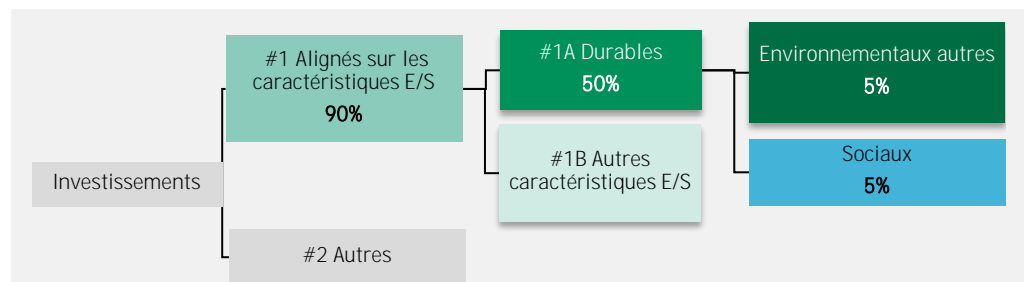 Investissements
#1 Alignés sur les
caractéristiques E/S
90%
#2 Autres
#1A Durables
50%
#1B Autres
caractéristiques E/S
Environnementaux autres
5%
Sociaux
5%